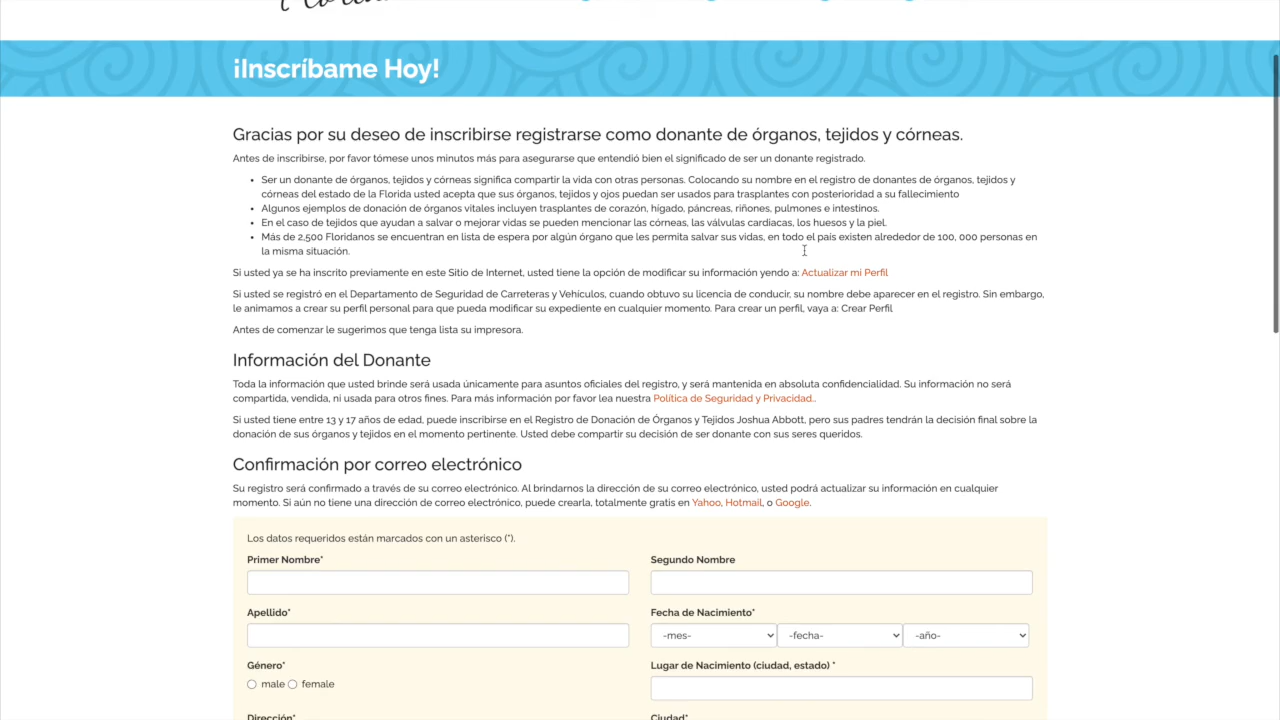 ¡Inscríbame Hoy!
Gracias por su deseo de inscribirse registrarse como donante de órganos, tejidos y córneas.
Antes de inscribirse, por favor tómese unos minutos más para asegurarse que entendió bien el significado de ser un donante registrado.
Ser un donante de órganos, tejidos y córneas significa compartir la vida con otras personas. Colocando su nombre en el registro de donantes de órganos, tejidos y
córneas del estado de la Florida usted acepta que sus órganos, tejidos y ojos puedan ser usados para trasplantes con posterioridad a su fallecimiento
Algunos ejemplos de donación de órganos vitales incluyen trasplantes de corazón, hígado, páncreas, riñones, pulmones e intestinos.
En el caso de tejidos que ayudan a salvar o mejorar vidas se pueden mencionar las córneas, las válvulas cardiacas, los huesos y la piel.
Más de 2,500 Floridanos se encuentran en lista de espera por algún órgano que les permita salvar sus vidas, en todo el país existen alrededor de 100, 000 personas en
la misma situación.
Si usted ya se ha inscrito previamente en este Sitio de Internet, usted tiene la opción de modificar su información yendo a: Actualizar mi Perfil
Si usted se registró en el Departamento de Seguridad de Carreteras y Vehículos, cuando obtuvo su licencia de conducir, su nombre debe aparecer en el registro. Sin embargo,
le animamos a crear su perfil personal para que pueda modificar su expediente en cualquier momento. Para crear un perfil, vaya a: Crear Perfil
Antes de comenzar le sugerimos que tenga lista su impresora.
Información del Donante
Toda la información que usted brinde será usada únicamente para asuntos oficiales del registro, y será mantenida en absoluta confidencialidad. Su información no será
compartida, vendida, ni usada para otros fines. Para más información por favor lea nuestra Política de Seguridad y Privacidad..
Si usted tiene entre 13 y 17 años de edad, puede inscribirse en el Registro de Donación de Órganos y Tejidos Joshua Abbott, pero sus padres tendrán la decisión final sobre la
donación de sus órganos y tejidos en el momento pertinente. Usted debe compartir su decisión de ser donante con sus seres queridos.
Confirmación por correo electrónico
Su registro será confirmado a través de su correo electrónico. Al brindarnos la dirección de su correo electrónico, usted podrá actualizar su información en cualquier
momento. Si aún no tiene una dirección de correo electrónico, puede crearla, totalmente gratis en Yahoo, Hotmail, o Google.
Los datos requeridos están marcados con un asterisco (*).
Primer Nombre* Segundo Nombre
Apellido* Fecha de Nacimiento*
-mes- -fecha- -año-
Género* Lugar de Nacimiento (ciudad, estado) *
male female
Dirección* Ciudad*